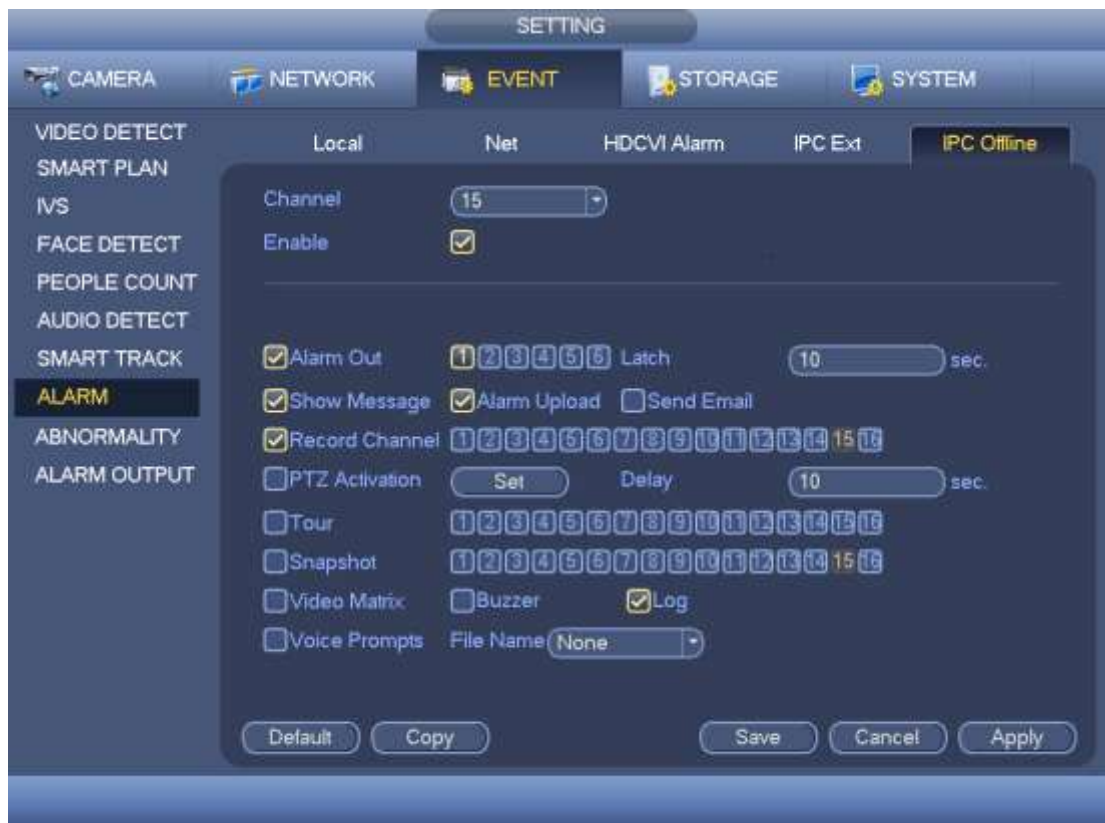 SETTING
CAMERA NETWORK EVENT STORAGE SYSTEM
VIDEO DETECT
SMART PLAN
IVS
FACE DETECT
PEOPLE COUNT
AUDIO DETECT
SMART TRACK
ALARM
ABNORMALITY
ALARM OUTPUT
Local Net HDCVI Alarm IPC Ext IPC Offline
Channel 15
Enable
Alarm Out 1 2 3 4 5 6 Latch 10 sec.
Show Message Alarm Upload Send Email
Record Channel 1 2 3 4 5 6 7 8 9 10 11 12 13 14 15 16
PTZ Activation Set Delay 10 sec.
Tour 1 2 3 4 5 6 7 8 9 10 11 12 13 14 15 16
Snapshot 1 2 3 4 5 6 7 8 9 10 11 12 13 14 15 16
Video Matrix Buzzer Log
Voice Prompts File Name None
Default Copy Save Cancel Apply